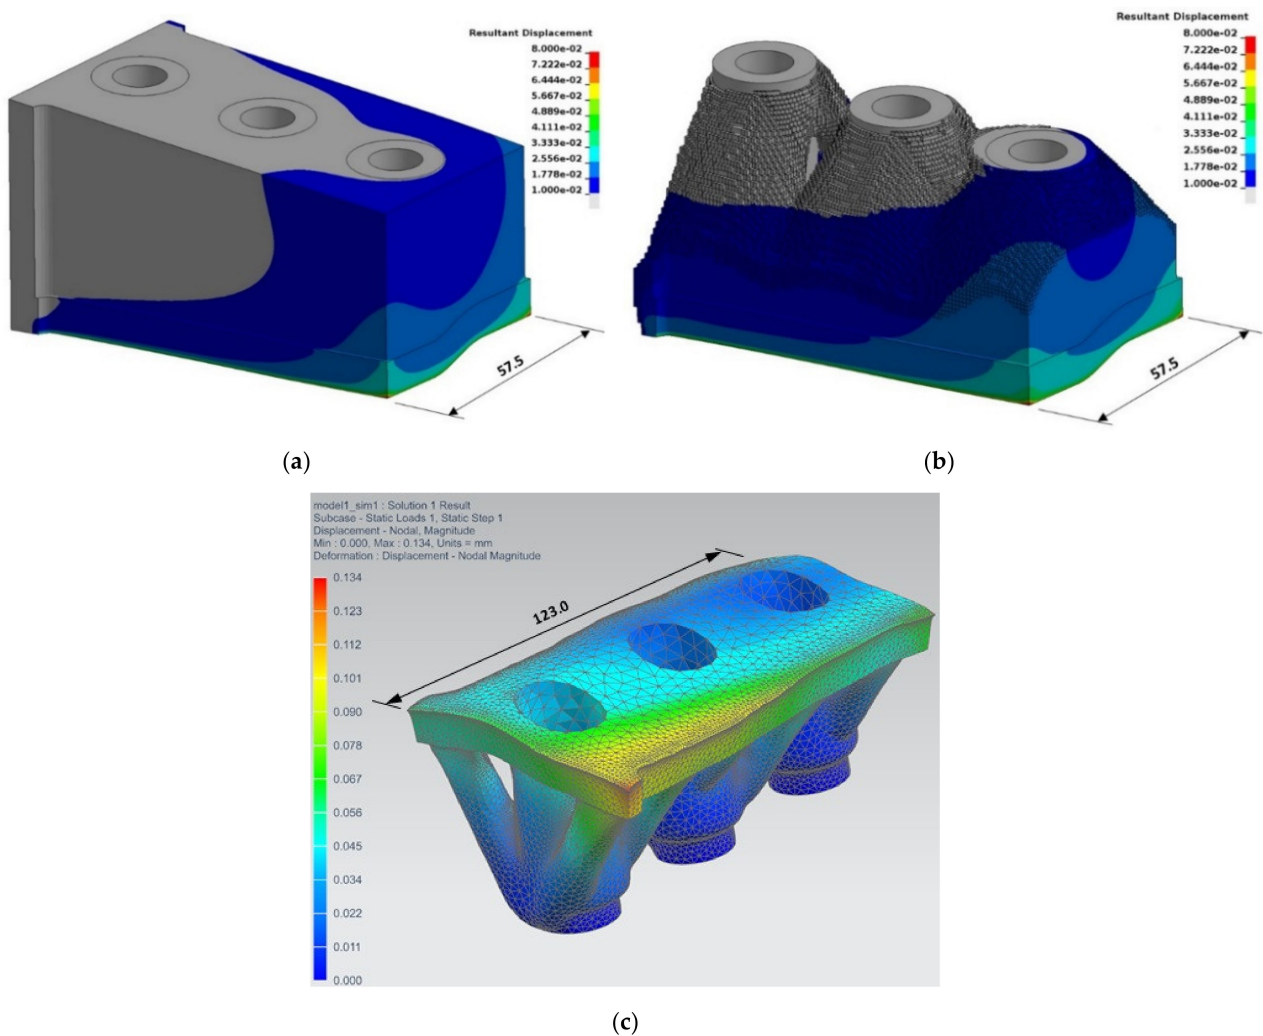 Resultant Displacement
8.000e-02
7.222e-02
6.444e-02
5.667e-02
4.889e-02
4.111e-02
3.333e-02
2.556e-02
1.778e-02
1.000e-02
57.5
(a)
Resultant Displacement
8.000e-02
7.222e-02
6.444e-02
5.667e-02
4.889e-02
4.111e-02
3.333e-02
2.556e-02
1.778e-02
1.000e-02
57.5
(b)
model1_sim1 : Solution 1 Result
Subcase - Static Loads 1, Static Step 1
Displacement - Nodal, Magnitude
Min : 0.000, Max : 0.134, Units = mm
Deformation : Displacement - Nodal Magnitude
0.134
0.123
0.112
0.101
0.090
0.078
0.067
0.056
0.045
0.034
0.022
0.011
0.000
123.0
(c)